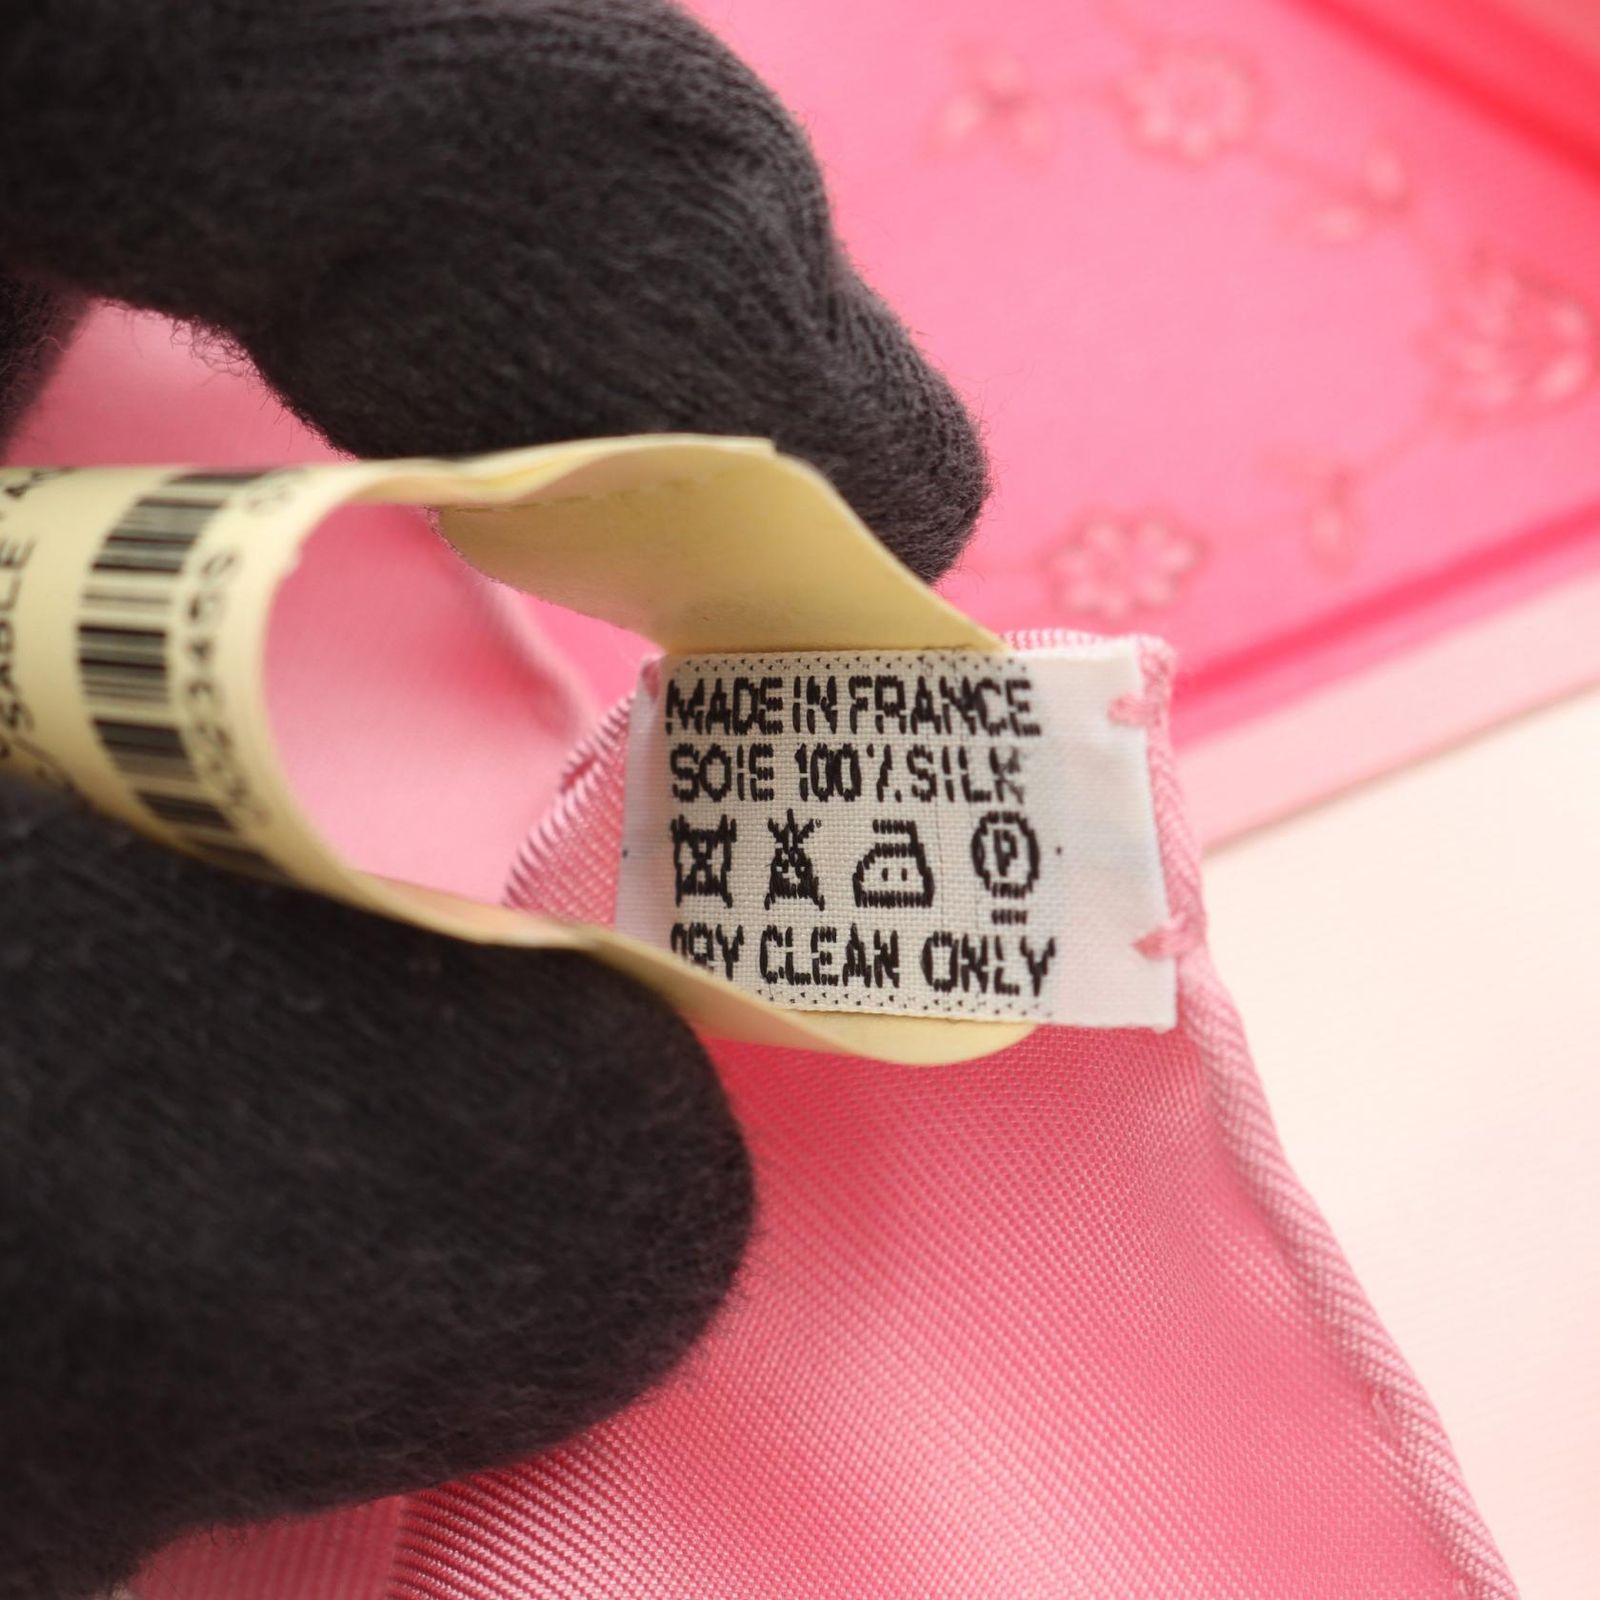 MADE IN FRANCE
SOIE 100% SILK
P
DRY CLEAN ONLY